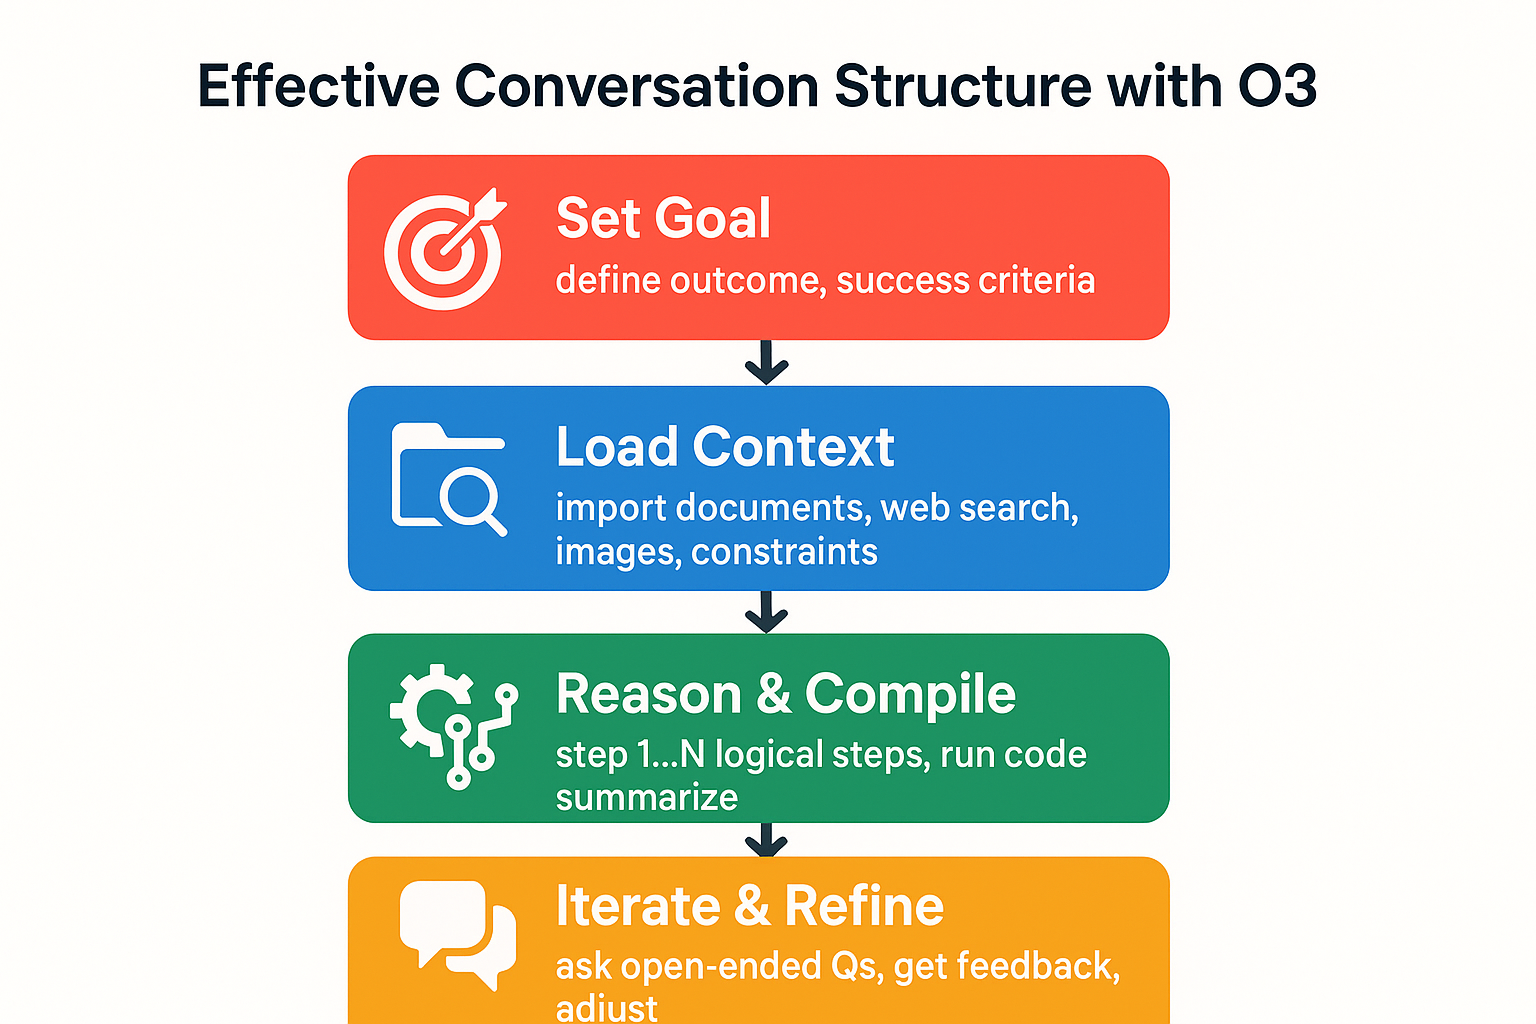 Effective Conversation Structure with O3
Set Goal
define outcome, success criteria
Load Context
import documents, web search,
images, constraints
Reason & Compile
step 1...N logical steps, run code
summarize
Iterate & Refine
ask open-ended Qs, get feedback,
adjust